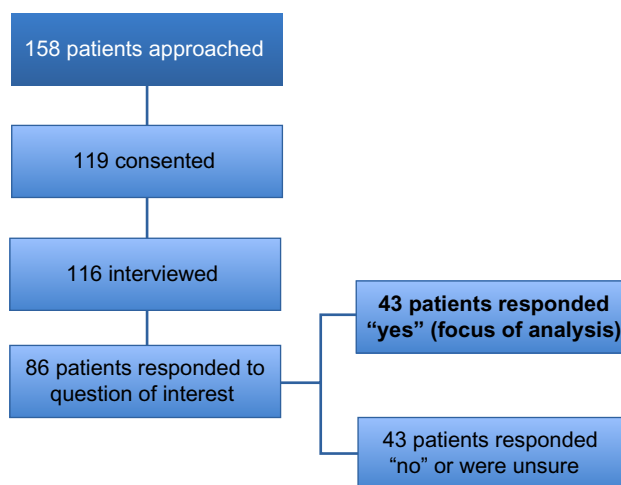 158 patients approached
119 consented
116 interviewed
86 patients responded to
question of interest
43 patients responded
“yes” (focus of analysis)
43 patients responded
“no” or were unsure